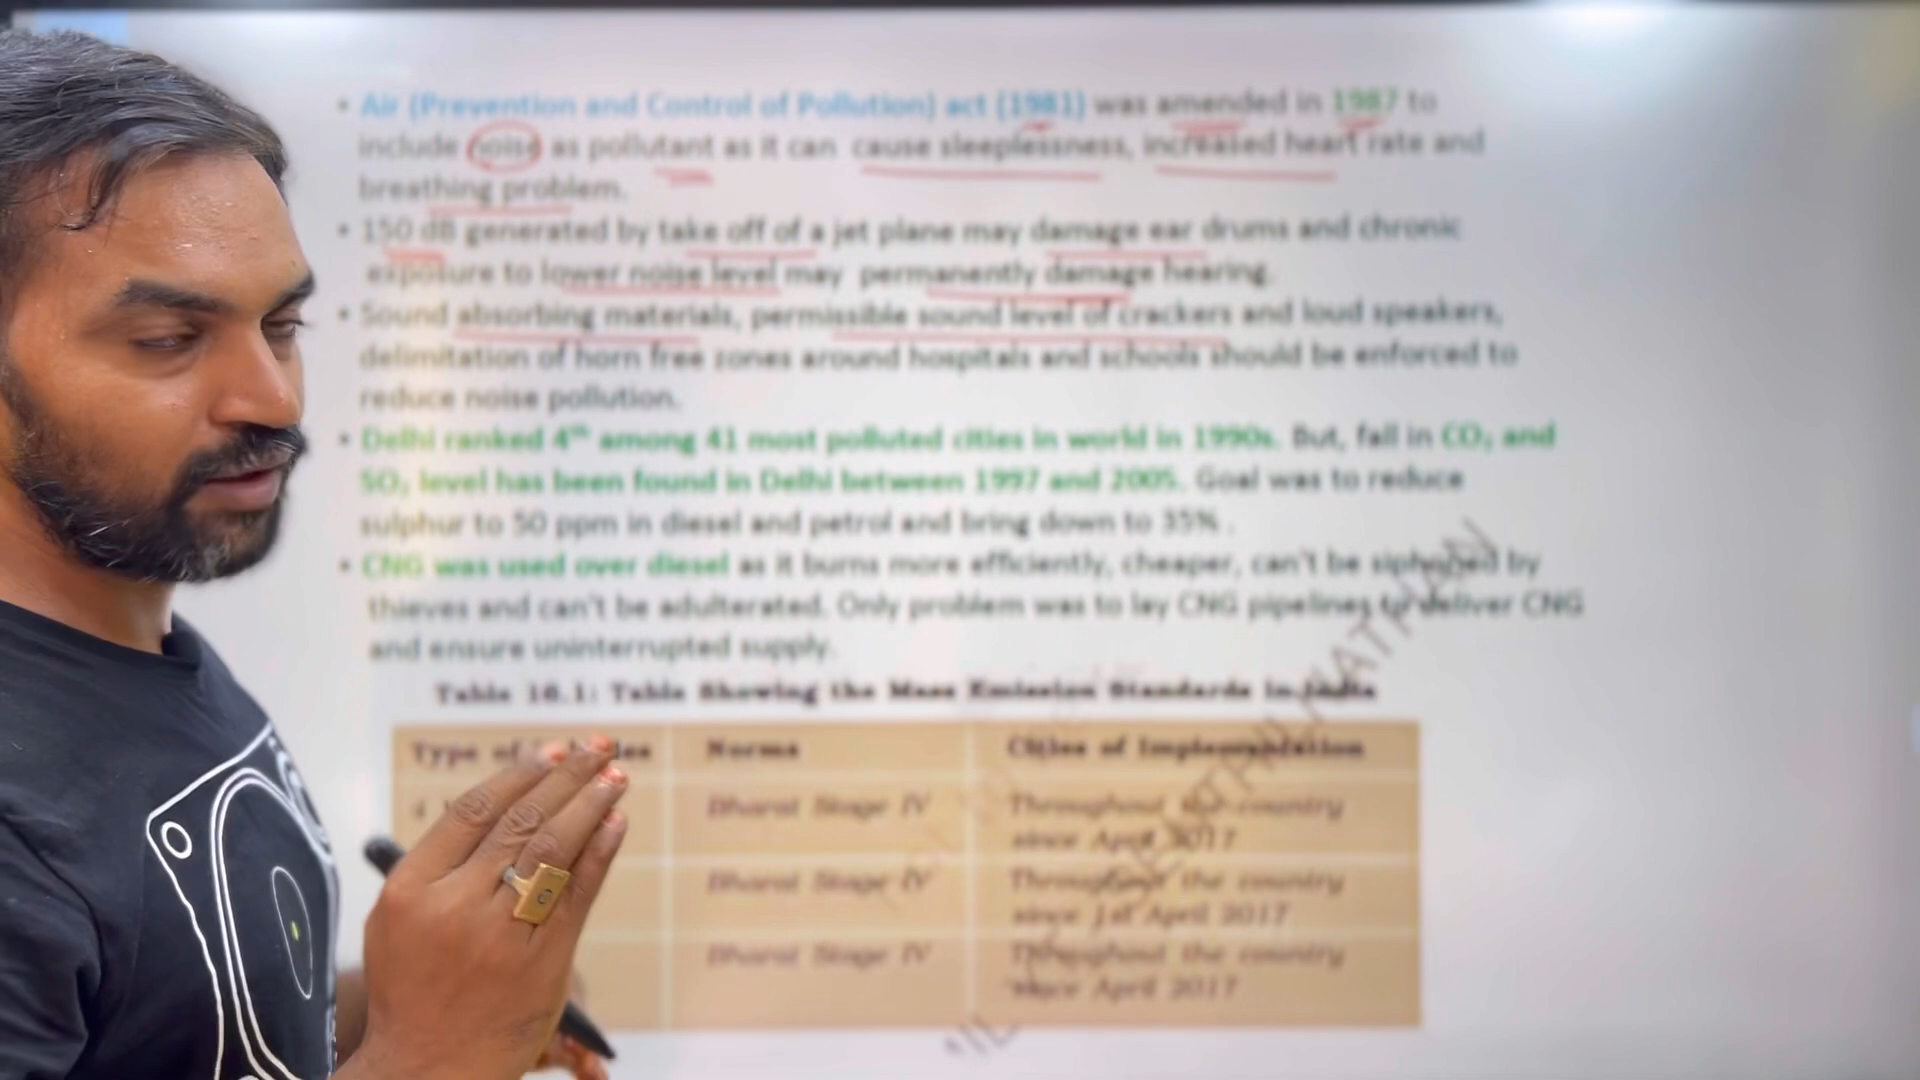 • Air (Prevention and Control of Pollution) act (1981) was amended in 1987 to
include noise as pollutant as it can cause sleeplessness, increased heart rate and
breathing problem.
• 150 dB generated by take off of a jet plane may damage ear drums and chronic
exposure to lower noise level may permanently damage hearing.
• Sound absorbing materials, permissible sound level of crackers and loud speakers,
delimitation of horn free zones around hospitals and schools should be enforced to
reduce noise pollution.
• Delhi ranked 4th among 41 most polluted cities in world in 1990s. But, fall in CO₂ and
SO₂ level has been found in Delhi between 1997 and 2005. Goal was to reduce
sulphur to 50 ppm in diesel and petrol and bring down to 35% .
• CNG was used over diesel as it burns more efficiently, cheaper, can't be siphoned by
thieves and can't be adulterated. Only problem was to lay CNG pipelines to deliver CNG
and ensure uninterrupted supply.
Table 16.1: Table Showing the Mass Emission Standards in India
Type of Norms Cities of Implementation
4 Bharat Stage IV Throughout the country
since April 2017
Bharat Stage IV Throughout the country
since 1st April 2017
Bharat Stage IV Throughout the country
since April 2017